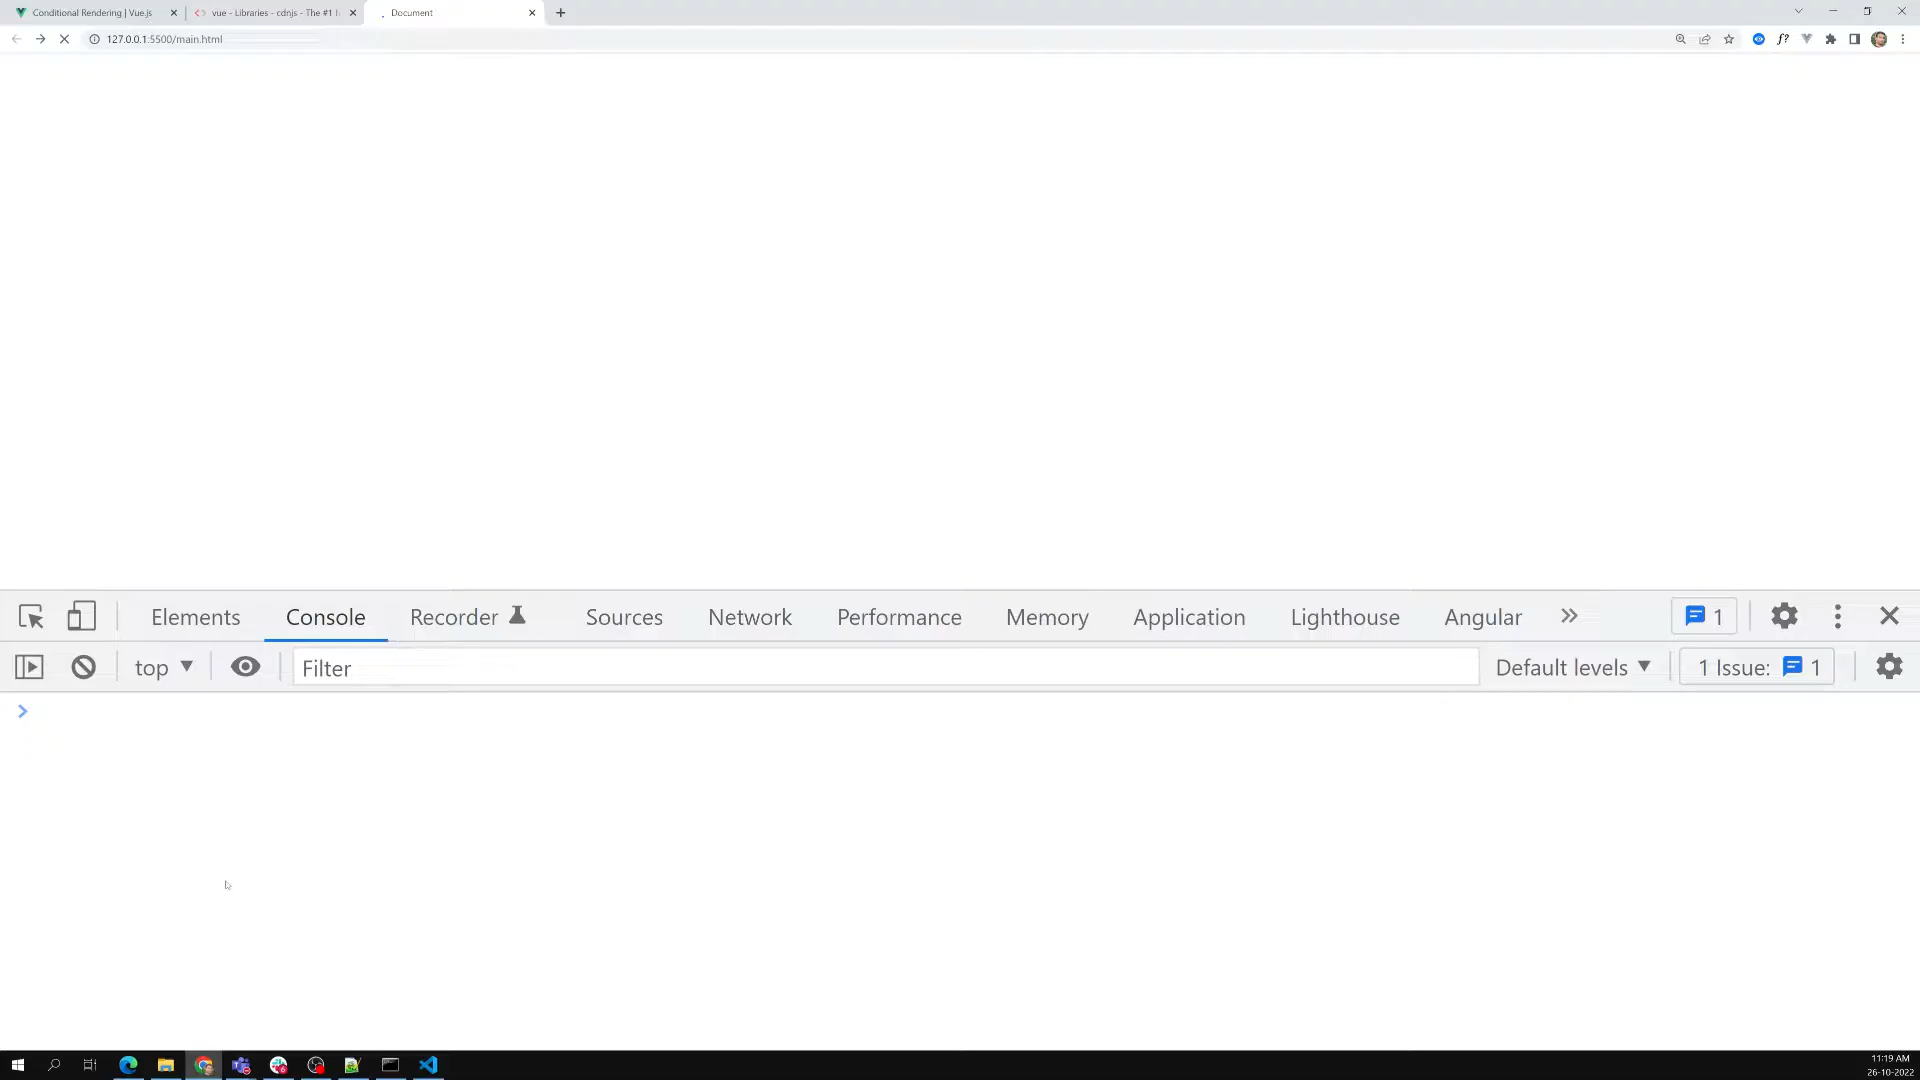 Conditional Rendering | Vue.js
vue - Libraries - cdnjs - The #1
Document
127.0.0.1:5500/main.html
f?
Elements
Console
Recorder
Sources
Network
Performance
Memory
Application
Lighthouse
Angular
1
top
Filter
Default levels
1 Issue: 1
11:19 AM
26-10-2022